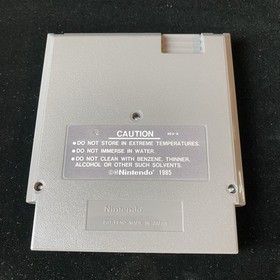 CAUTION
• DO NOT STORE IN EXTREME TEMPERATURES.
• DO NOT IMMERSE IN WATER.
• DO NOT CLEAN WITH BENZENE, THINNER,
ALCOHOL OR OTHER SUCH SOLVENTS.
©®Nintendo® 1985
Nintendo